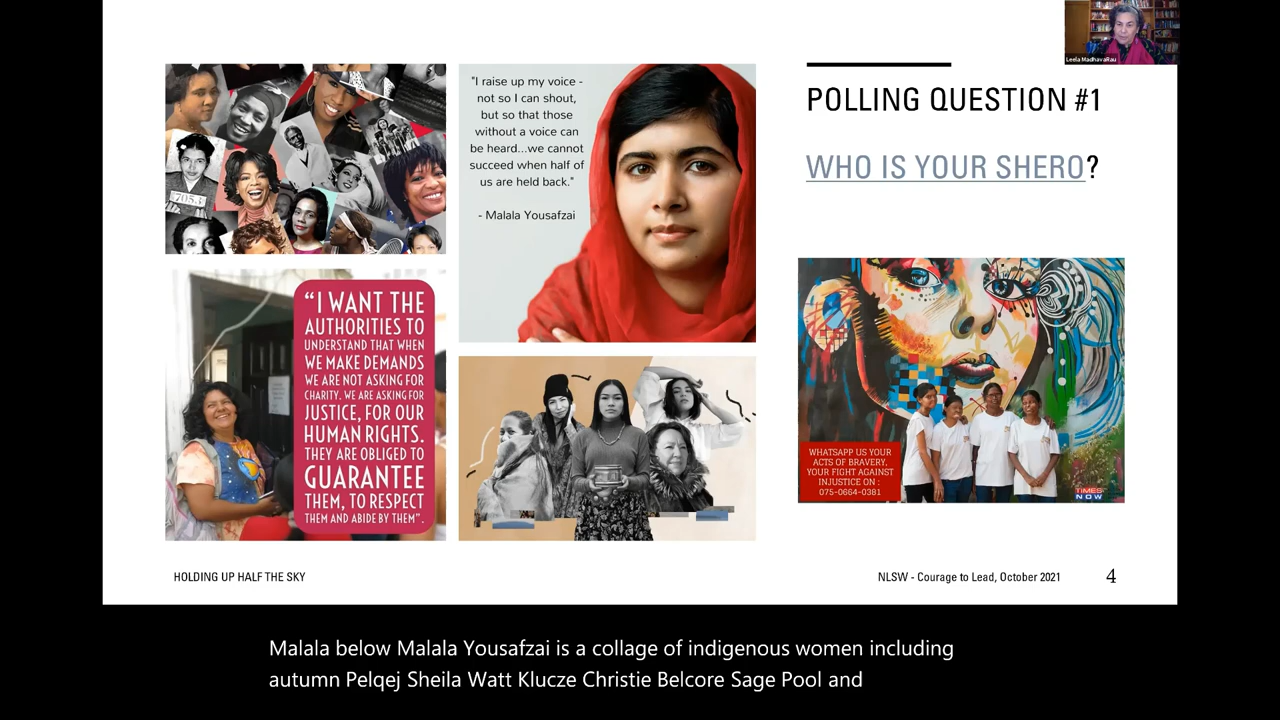 Leela MadhavaRau
POLLING QUESTION #1
WHO IS YOUR SHERO?
7053
"I raise up my voice -
not so I can shout,
but so that those
without a voice can
be heard...we cannot
succeed when half of
us are held back."
- Malala Yousafzai
“I WANT THE
AUTHORITIES TO
UNDERSTAND THAT WHEN
WE MAKE DEMANDS
WE ARE NOT ASKING FOR
CHARITY. WE ARE ASKING FOR
JUSTICE, FOR OUR
HUMAN RIGHTS.
THEY ARE OBLIGED TO
GUARANTEE
THEM, TO RESPECT
THEM AND ABIDE BY THEM”.
WHATSAPP US YOUR
ACTS OF BRAVERY,
YOUR FIGHT AGAINST
INJUSTICE ON :
075-0664-0381
TIMES
NOW
HOLDING UP HALF THE SKY
NLSW - Courage to Lead, October 2021
4
Malala below Malala Yousafzai is a collage of indigenous women including
autumn Pelqej Sheila Watt Klucze Christie Belcore Sage Pool and